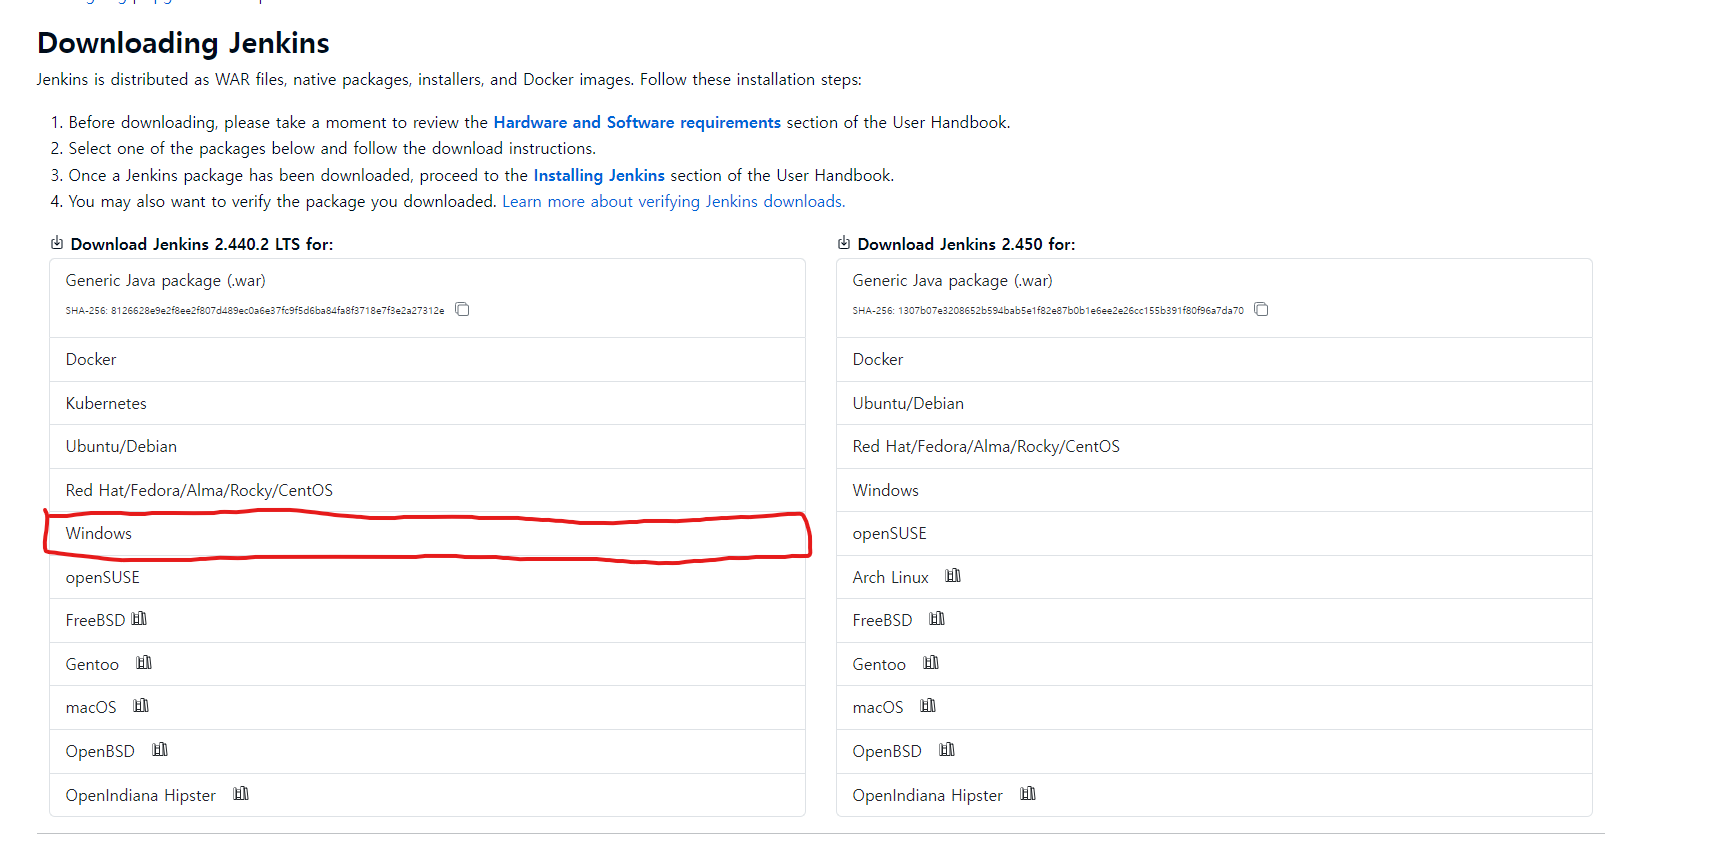 Downloading Jenkins
Jenkins is distributed as WAR files, native packages, installers, and Docker images. Follow these installation steps:
1. Before downloading, please take a moment to review the Hardware and Software requirements section of the User Handbook.
2. Select one of the packages below and follow the download instructions.
3. Once a Jenkins package has been downloaded, proceed to the Installing Jenkins section of the User Handbook.
4. You may also want to verify the package you downloaded. Learn more about verifying Jenkins downloads.
Download Jenkins 2.440.2 LTS for:
Generic Java package (.war)
SHA-256: 8126628e9e2f8ee2f807d489ec0a6e37fc9f5d6ba84fa8f3718e7f3e2a27312e
Docker
Kubernetes
Ubuntu/Debian
Red Hat/Fedora/Alma/Rocky/CentOS
Windows
openSUSE
FreeBSD
Gentoo
macOS
OpenBSD
OpenIndiana Hipster
Download Jenkins 2.450 for:
Generic Java package (.war)
SHA-256: 1307b07e3208652b594bab5e1f82e87b0b1e6ee2e26cc155b391f80f96a7da70
Docker
Ubuntu/Debian
Red Hat/Fedora/Alma/Rocky/CentOS
Windows
openSUSE
Arch Linux
FreeBSD
Gentoo
macOS
OpenBSD
OpenIndiana Hipster